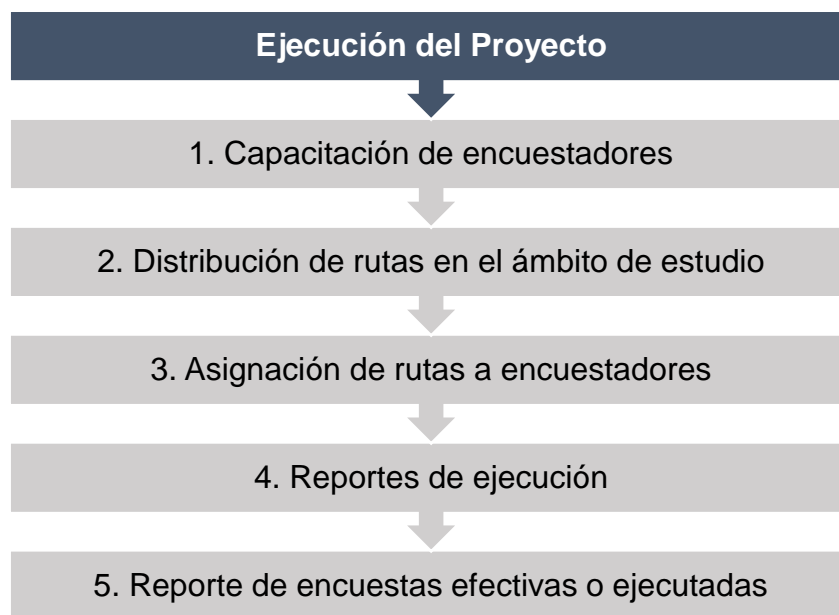 Ejecución del Proyecto
1. Capacitación de encuestadores
2. Distribución de rutas en el ámbito de estudio
3. Asignación de rutas a encuestadores
4. Reportes de ejecución
5. Reporte de encuestas efectivas o ejecutadas